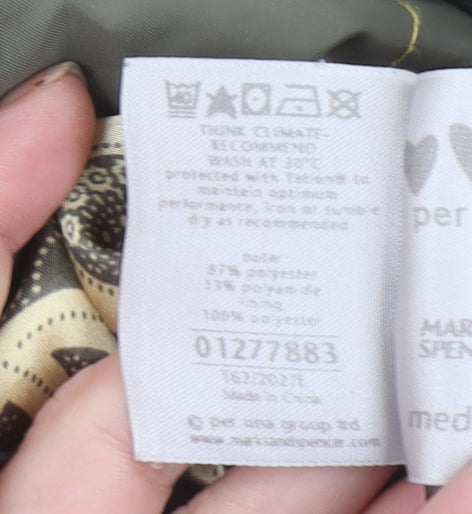 40
THINK CLIMATE-
RECOMMEND
WASH AT 30°C
protected with Teflon® to
maintain optimum
performance, iron or tumble
dry as recommended
outer
87% polyester
13% polyamide
lining
100% polyester
01277883
T62/2027E
Made in China
© per una group ltd
www.marksandspencer.com
per
MAR
SPEN
med